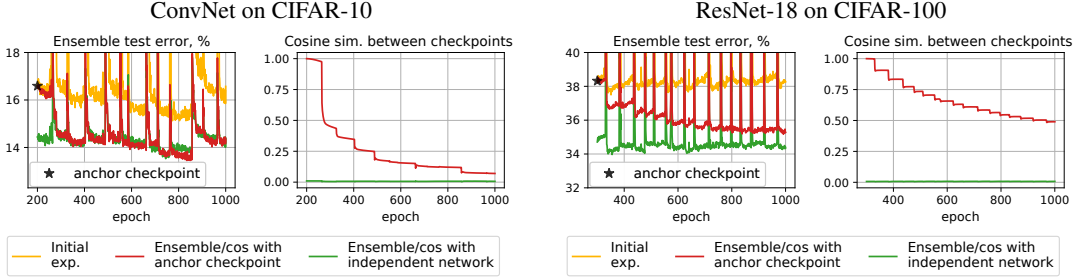 ConvNet on CIFAR-10
Ensemble test error, %
Cosine sim. between checkpoints
18
16
14
200 400 600 800 1000
epoch
anchor checkpoint
1.00
0.75
0.50
0.25
0.00
200 400 600 800 1000
epoch
Initial exp.
Ensemble/cos with anchor checkpoint
Ensemble/cos with independent network
ResNet-18 on CIFAR-100
Ensemble test error, %
Cosine sim. between checkpoints
40
38
36
34
32
400 600 800 1000
epoch
anchor checkpoint
1.00
0.75
0.50
0.25
0.00
400 600 800 1000
epoch
Initial exp.
Ensemble/cos with anchor checkpoint
Ensemble/cos with independent network